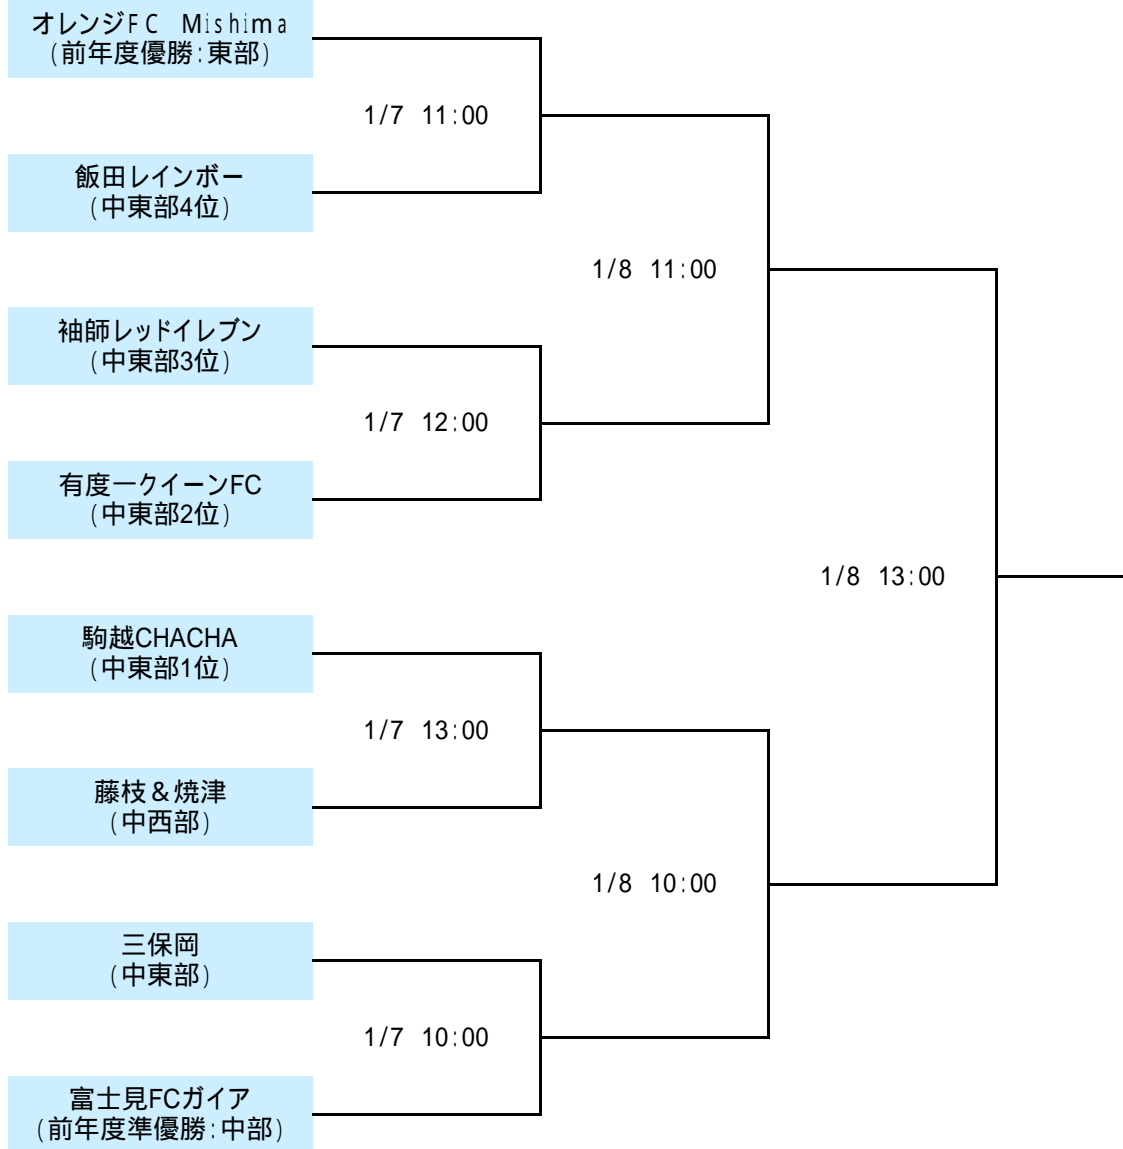 オレンジFC Mishima
(前年度優勝:東部)
1/7 11:00
飯田レインボー
(中東部4位)
1/8 11:00
袖師レッドイレブン
(中東部3位)
1/7 12:00
有度一クイーンFC
(中東部2位)
1/8 13:00
駒越CHACHA
(中東部1位)
1/7 13:00
藤枝&焼津
(中西部)
1/8 10:00
三保岡
(中東部)
1/7 10:00
富士見FCガイア
(前年度準優勝:中部)